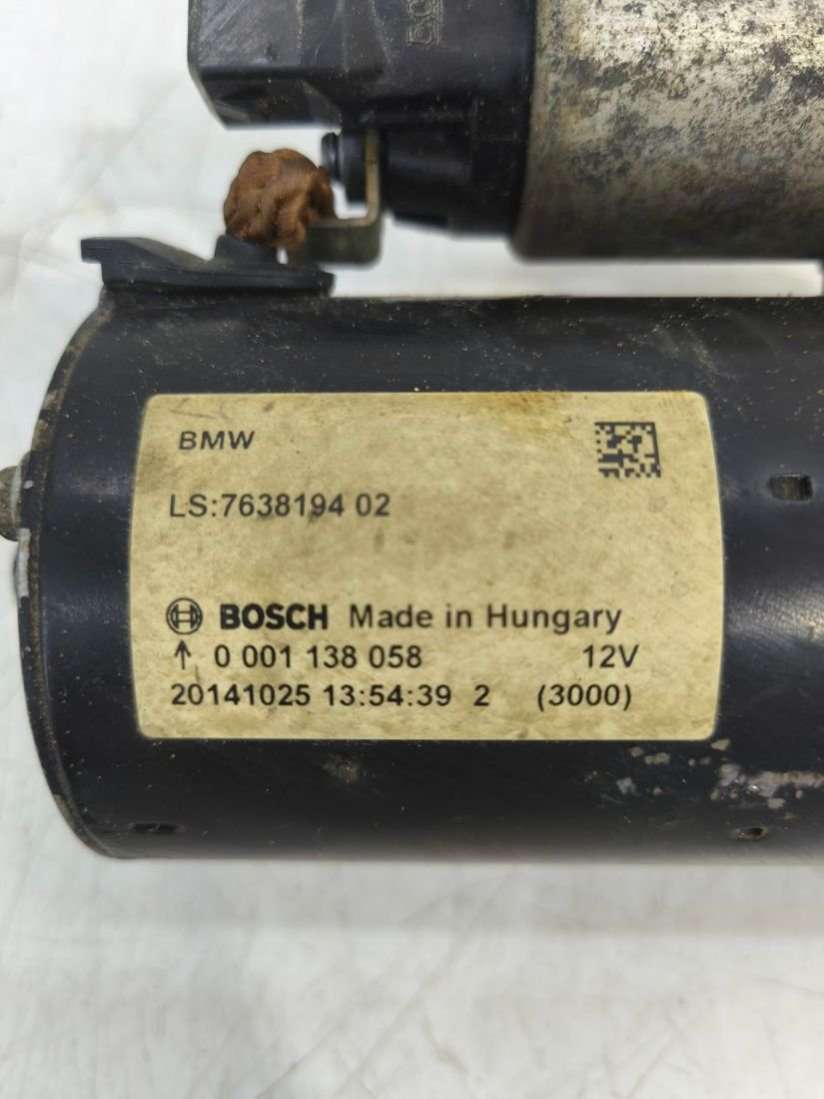 BMW
LS:7638194 02
BOSCH Made in Hungary
↑ 0 001 138 058 12V
20141025 13:54:39 2 (3000)